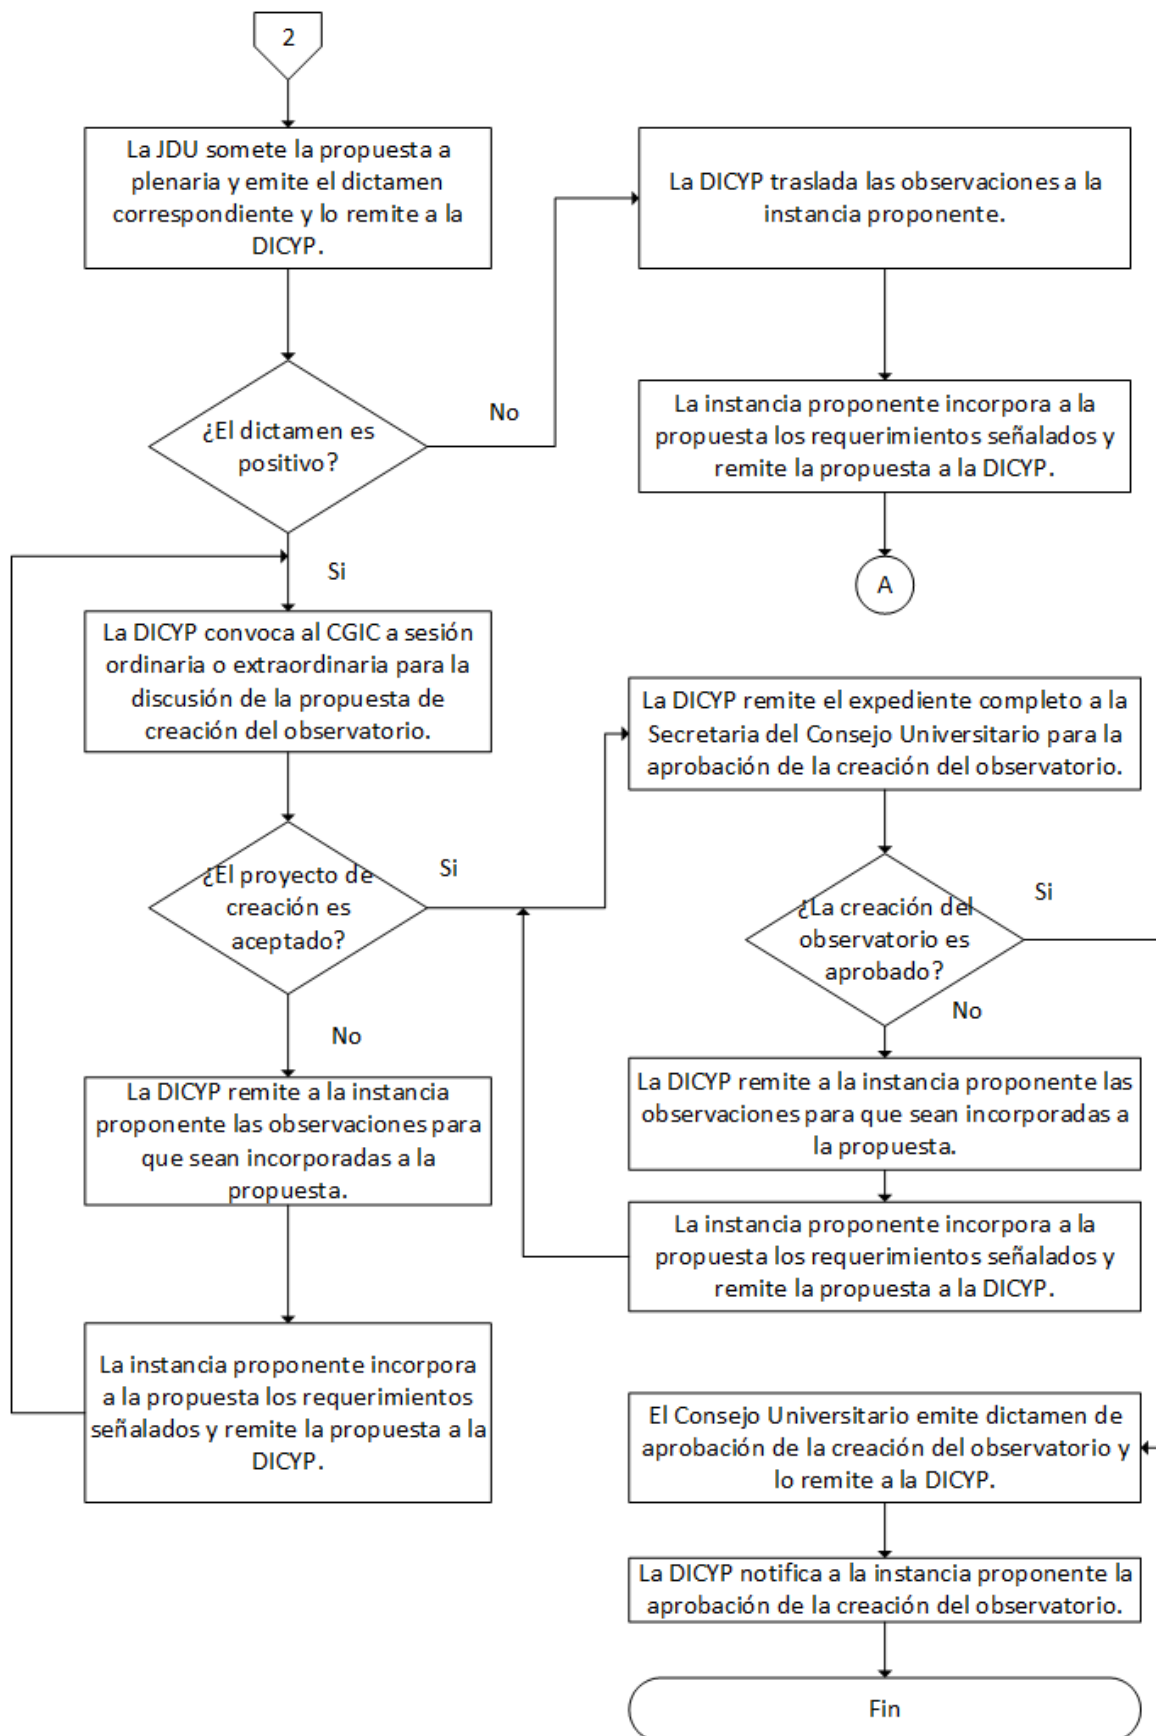 2
La JDU somete la propuesta a
plenaria y emite el dictamen
correspondiente y lo remite a la
DICYP.
La DICYP traslada las observaciones a la
instancia proponente.
¿El dictamen es
positivo?
No
La instancia proponente incorpora a la
propuesta los requerimientos señalados y
remite la propuesta a la DICYP.
A
Si
La DICYP convoca al CGIC a sesión
ordinaria o extraordinaria para la
discusión de la propuesta de
creación del observatorio.
La DICYP remite el expediente completo a la
Secretaria del Consejo Universitario para la
aprobación de la creación del observatorio.
¿El proyecto de
creación es
aceptado?
Si
¿La creación del
observatorio es
aprobado?
Si
No
No
La DICYP remite a la instancia
proponente las observaciones para
que sean incorporadas a la
propuesta.
La DICYP remite a la instancia proponente las
observaciones para que sean incorporadas a
la propuesta.
La instancia proponente incorpora a la
propuesta los requerimientos señalados y
remite la propuesta a la DICYP.
La instancia proponente incorpora
a la propuesta los requerimientos
señalados y remite la propuesta a la
DICYP.
El Consejo Universitario emite dictamen de
aprobación de la creación del observatorio y
lo remite a la DICYP.
La DICYP notifica a la instancia proponente la
aprobación de la creación del observatorio.
Fin